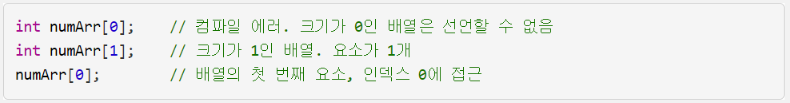 int numArr[0];    // 컴파일 에러. 크기가 0인 배열은 선언할 수 없음
int numArr[1];    // 크기가 1인 배열. 요소가 1개
numArr[0];        // 배열의 첫 번째 요소, 인덱스 0에 접근